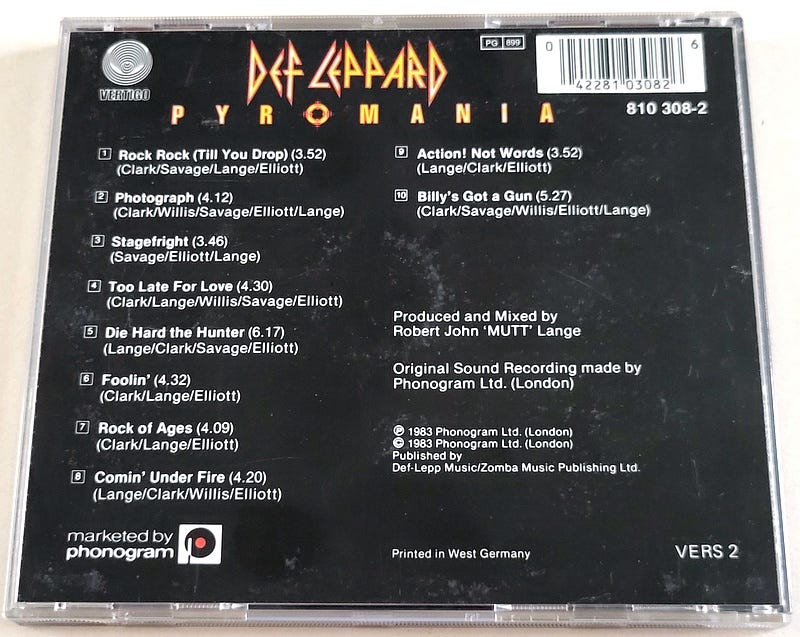 VERTIGO
DEF LEPPARD
PYROMANIA
PG 899
0 42281 03082 6
810 308-2
1 Rock Rock (Till You Drop) (3.52)
(Clark/Savage/Lange/Elliott)
2 Photograph (4.12)
(Clark/Willis/Savage/Elliott/Lange)
3 Stagefright (3.46)
(Savage/Elliott/Lange)
4 Too Late For Love (4.30)
(Clark/Lange/Willis/Savage/Elliott)
5 Die Hard the Hunter (6.17)
(Lange/Clark/Savage/Elliott)
6 Foolin' (4.32)
(Clark/Lange/Elliott)
7 Rock of Ages (4.09)
(Clark/Lange/Elliott)
8 Comin' Under Fire (4.20)
(Lange/Clark/Willis/Elliott)
9 Action! Not Words (3.52)
(Lange/Clark/Elliott)
10 Billy's Got a Gun (5.27)
(Clark/Savage/Willis/Elliott/Lange)
Produced and Mixed by
Robert John 'MUTT' Lange
Original Sound Recording made by
Phonogram Ltd. (London)
℗ 1983 Phonogram Ltd. (London)
© 1983 Phonogram Ltd. (London)
Published by
Def-Lepp Music/Zomba Music Publishing Ltd.
marketed by
phonogram
Printed in West Germany
VERS 2